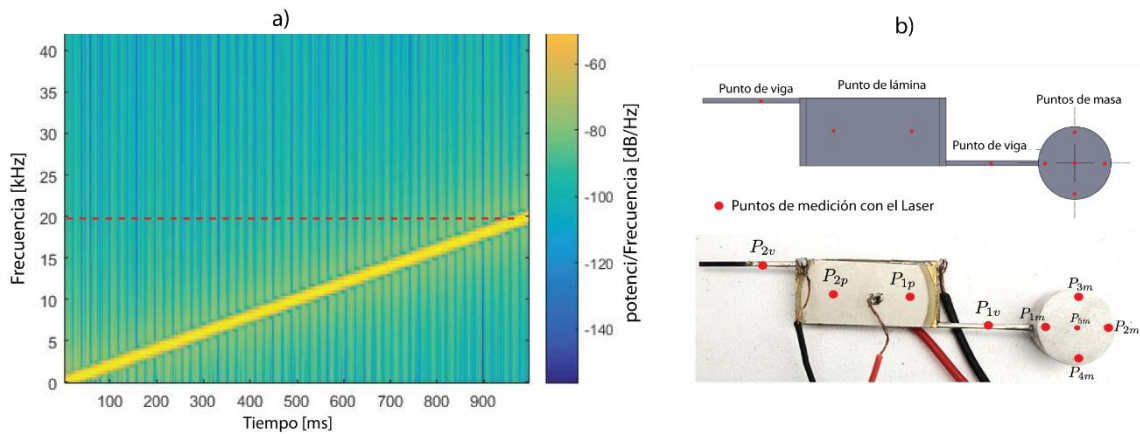 a)
Frecuencia [kHz]
40
35
30
25
20
15
10
5
0
100 200 300 400 500 600 700 800 900
Tiempo [ms]
-60
-80
-100
-120
-140
potenci/Frecuencia [dB/Hz]
b)
Punto de viga
Punto de lámina
Puntos de masa
Punto de viga
Puntos de medición con el Laser
P2v
P2p
P1p
P1v
P3m
P1m
P5m
P2m
P4m